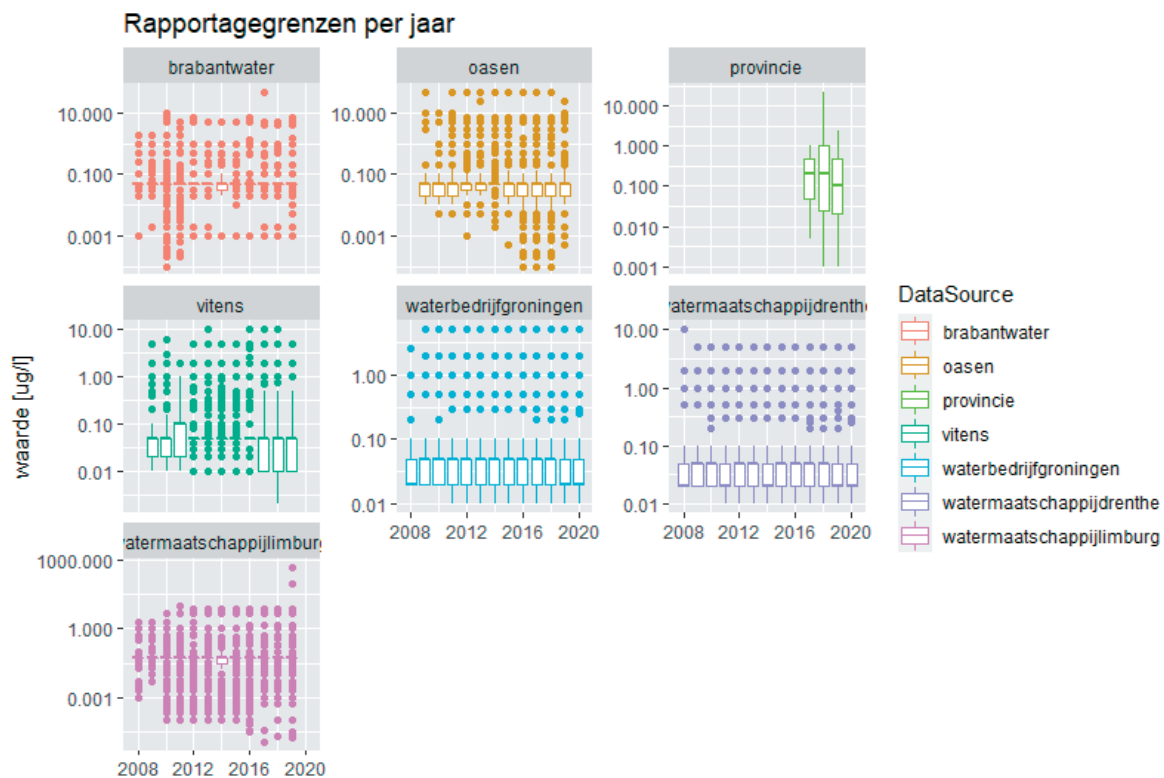 Rapportagegrenzen per jaar
brabantwater
oasen
provincie
10.000
0.100
0.001
10.000
0.100
0.001
10.000
1.000
0.100
0.010
0.001
vitens
waterbedrijfgroningen
watermaatschappijdrenthe
10.00
1.00
0.10
0.01
1.00
0.10
0.01
10.00
1.00
0.10
0.01
2008 2012 2016 2020
2008 2012 2016 2020
watermaatschappijlimburg
1000.000
1.000
0.001
2008 2012 2016 2020
waarde [ug/l]
DataSource
brabantwater
oasen
provincie
vitens
waterbedrijfgroningen
watermaatschappijdrenthe
watermaatschappijlimburg